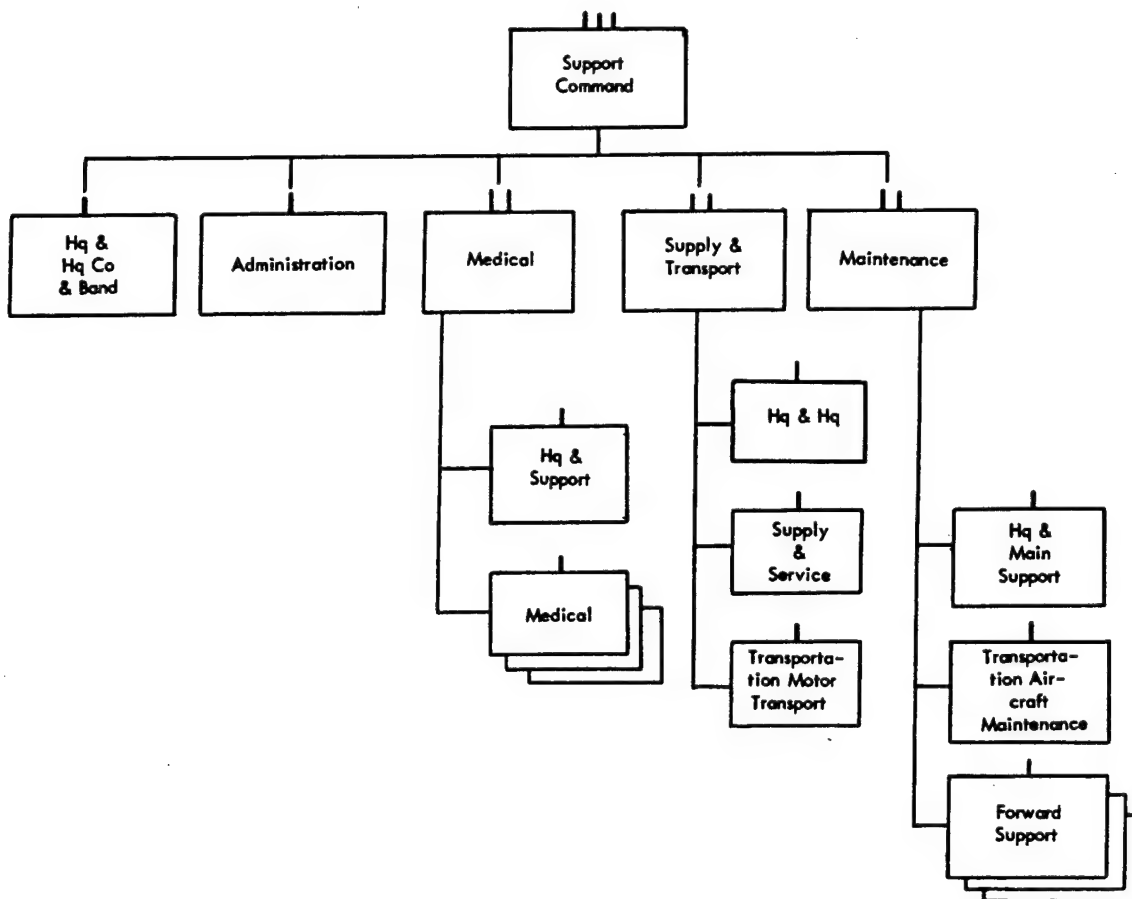 Support
Command
Hq &
Hq Co
& Band
Administration
Medical
Supply &
Transport
Maintenance
Hq &
Support
Medical
Hq & Hq
Supply
&
Service
Transporta-
tion Motor
Transport
Hq &
Main
Support
Transporta-
tion Air-
craft
Maintenance
Forward
Support